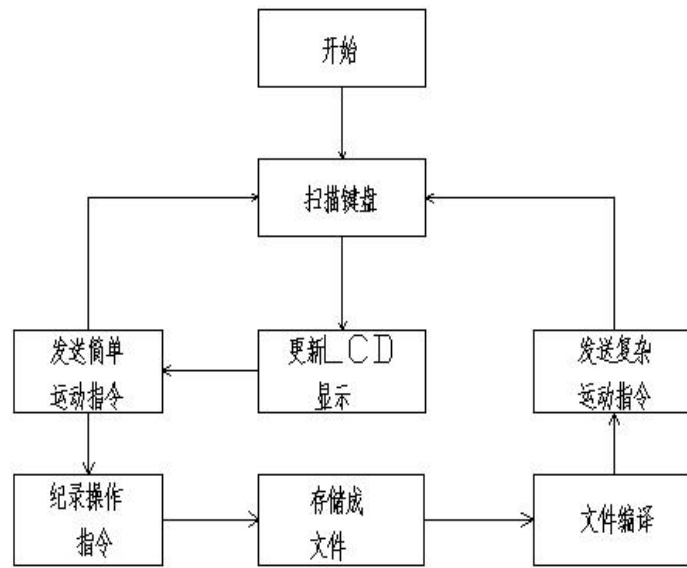 开始
扫描键盘
发送简单
运动指令
更新LCD
显示
发送复杂
运动指令
纪录操作
指令
存储成
文件
文件编译